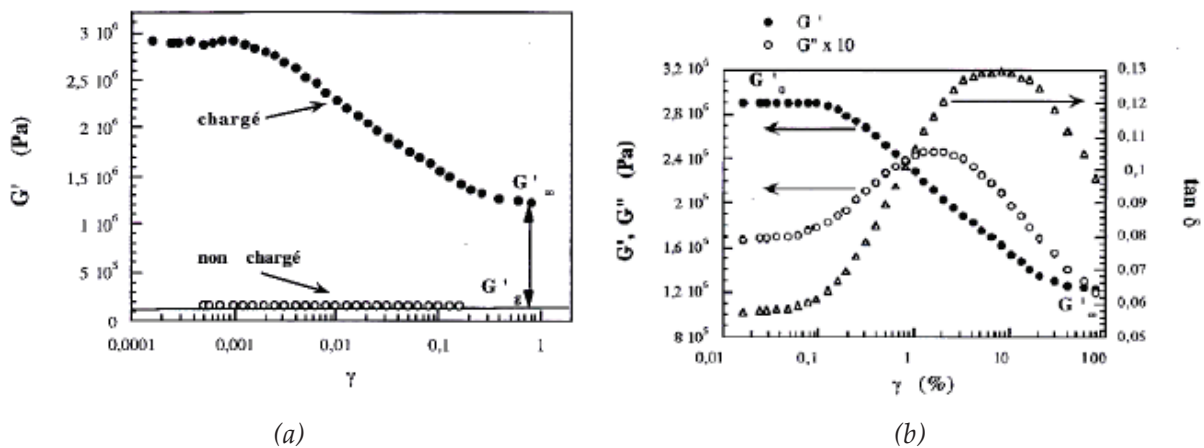 3 10⁶
2,5 10⁶
2 10⁶
1,5 10⁶
1 10⁶
5 10⁵
0
G' (Pa)
chargé
non chargé
G' ∞
G' g
0,0001 0,001 0,01 0,1 1
γ
(a)
● G'
○ G" x 10
3,2 10⁶
2,8 10⁶
2,4 10⁶
2 10⁶
1,6 10⁶
1,2 10⁶
8 10⁵
G', G" (Pa)
G' 0
G' ∞
0,13
0,12
0,11
0,1
0,09
0,08
0,07
0,06
0,05
tan δ
0,01 0,1 1 10 100
γ (%)
(b)